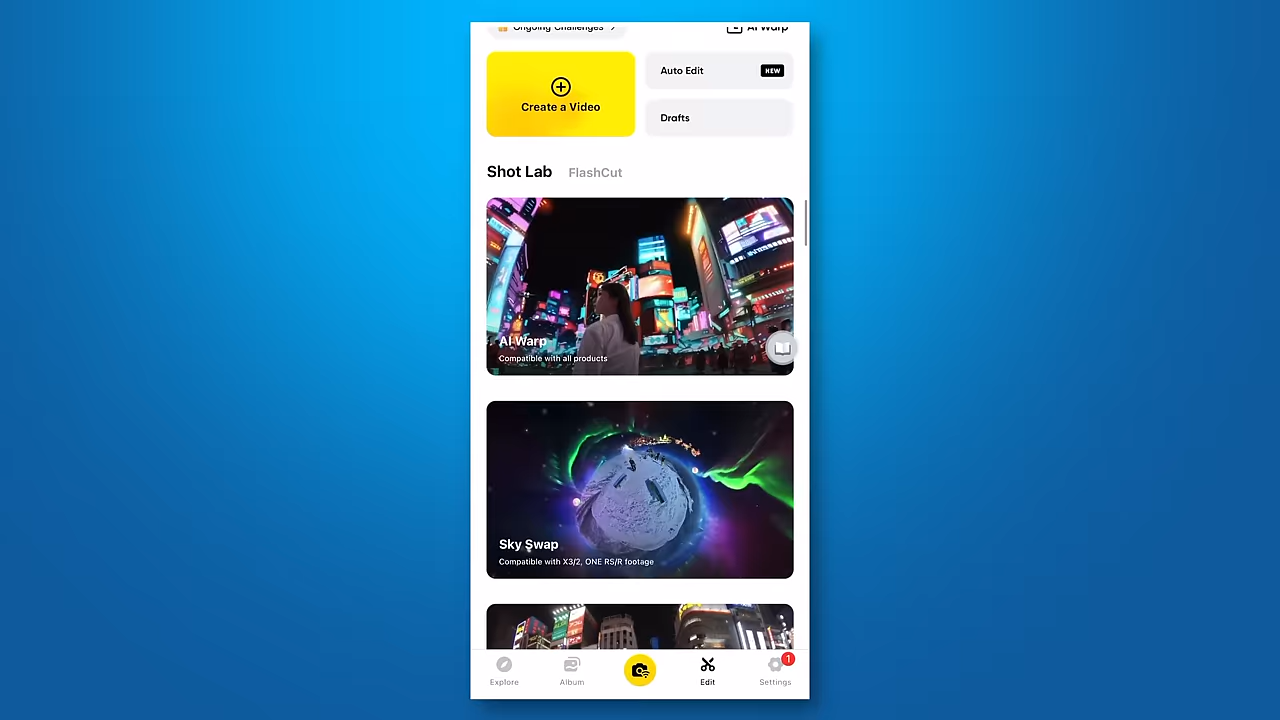 Ongoing Challenges
AI Warp
Create a Video
Auto Edit
NEW
Drafts
Shot Lab
FlashCut
AI Warp
Compatible with all products
Sky Swap
Compatible with X3/2, ONE RS/R footage
Explore
Album
Edit
Settings
1